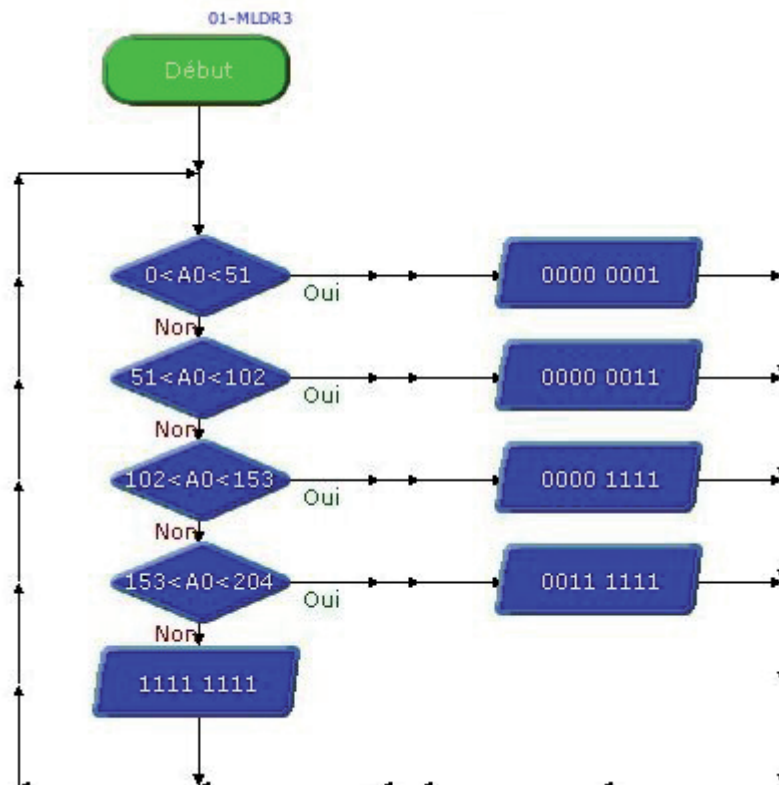 01-MLDR3
Début
0<A0<51
Oui
0000 0001
Non
51<A0<102
Oui
0000 0011
Non
102<A0<153
Oui
0000 1111
Non
153<A0<204
Oui
0011 1111
Non
1111 1111